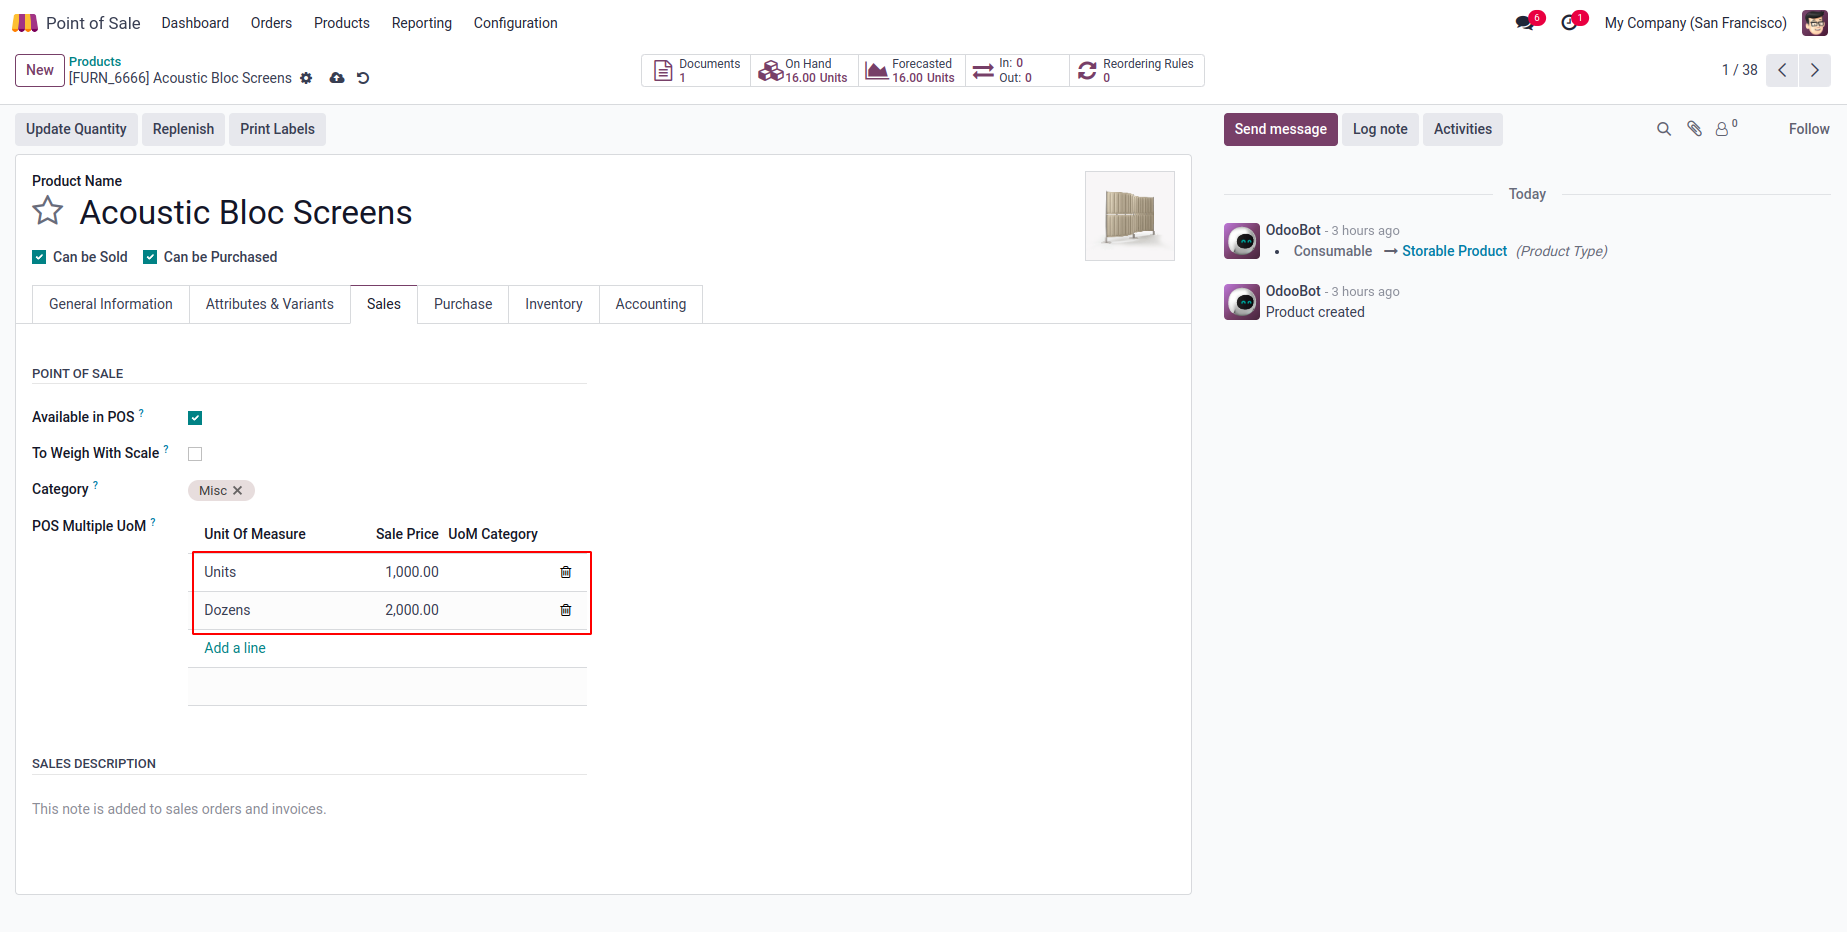 Point of Sale Dashboard Orders Products Reporting Configuration 6 1 My Company (San Francisco)
New Products
[FURN_6666] Acoustic Bloc Screens
Documents
1
On Hand
16.00 Units
Forecasted
16.00 Units
In: 0
Out: 0
Reordering Rules
0
1 / 38
Update Quantity Replenish Print Labels
Send message Log note Activities 0 Follow
Product Name
Acoustic Bloc Screens
Can be Sold Can be Purchased
General Information Attributes & Variants Sales Purchase Inventory Accounting
POINT OF SALE
Available in POS ?
To Weigh With Scale ?
Category ? Misc
POS Multiple UoM ?
Unit Of Measure Sale Price UoM Category
Units 1,000.00
Dozens 2,000.00
Add a line
SALES DESCRIPTION
This note is added to sales orders and invoices.
Today
OdooBot - 3 hours ago
• Consumable → Storable Product (Product Type)
OdooBot - 3 hours ago
Product created